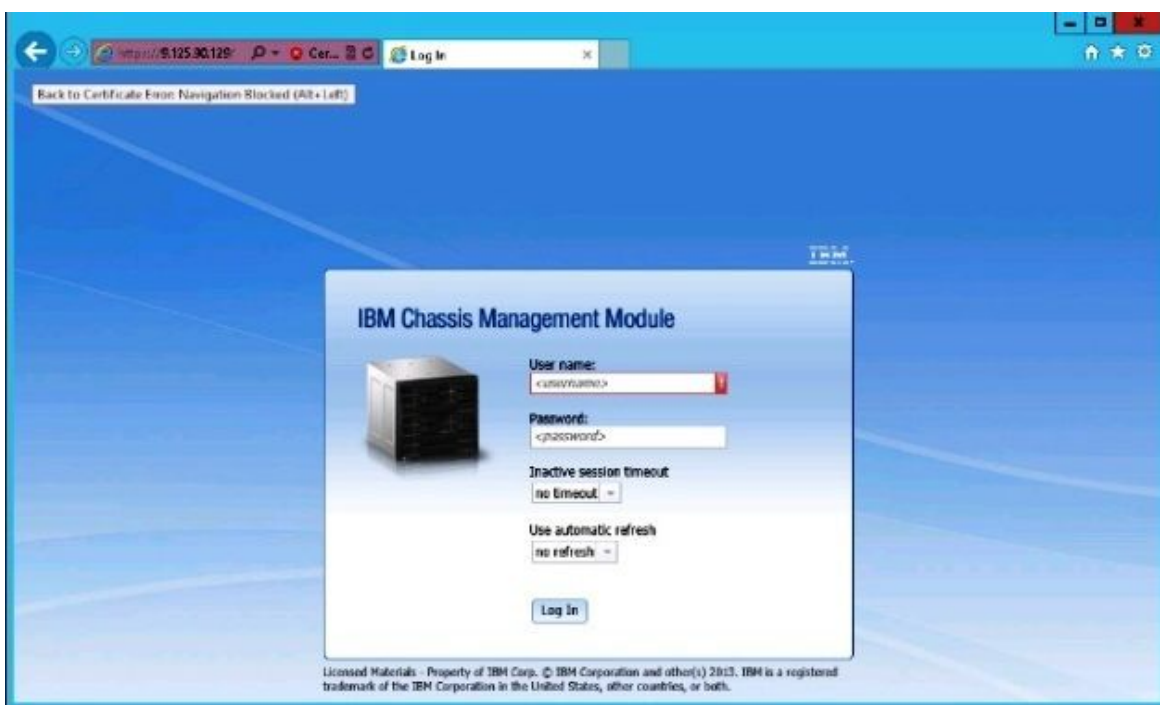 https://9.125.90.129/ Cer... Log In
Back to Certificate Error: Navigation Blocked (Alt+Left)
IBM
IBM Chassis Management Module
User name:
<username>
Password:
<password>
Inactive session timeout
no timeout
Use automatic refresh
no refresh
Log In
Licensed Materials - Property of IBM Corp. © IBM Corporation and other(s) 2013. IBM is a registered
trademark of the IBM Corporation in the United States, other countries, or both.